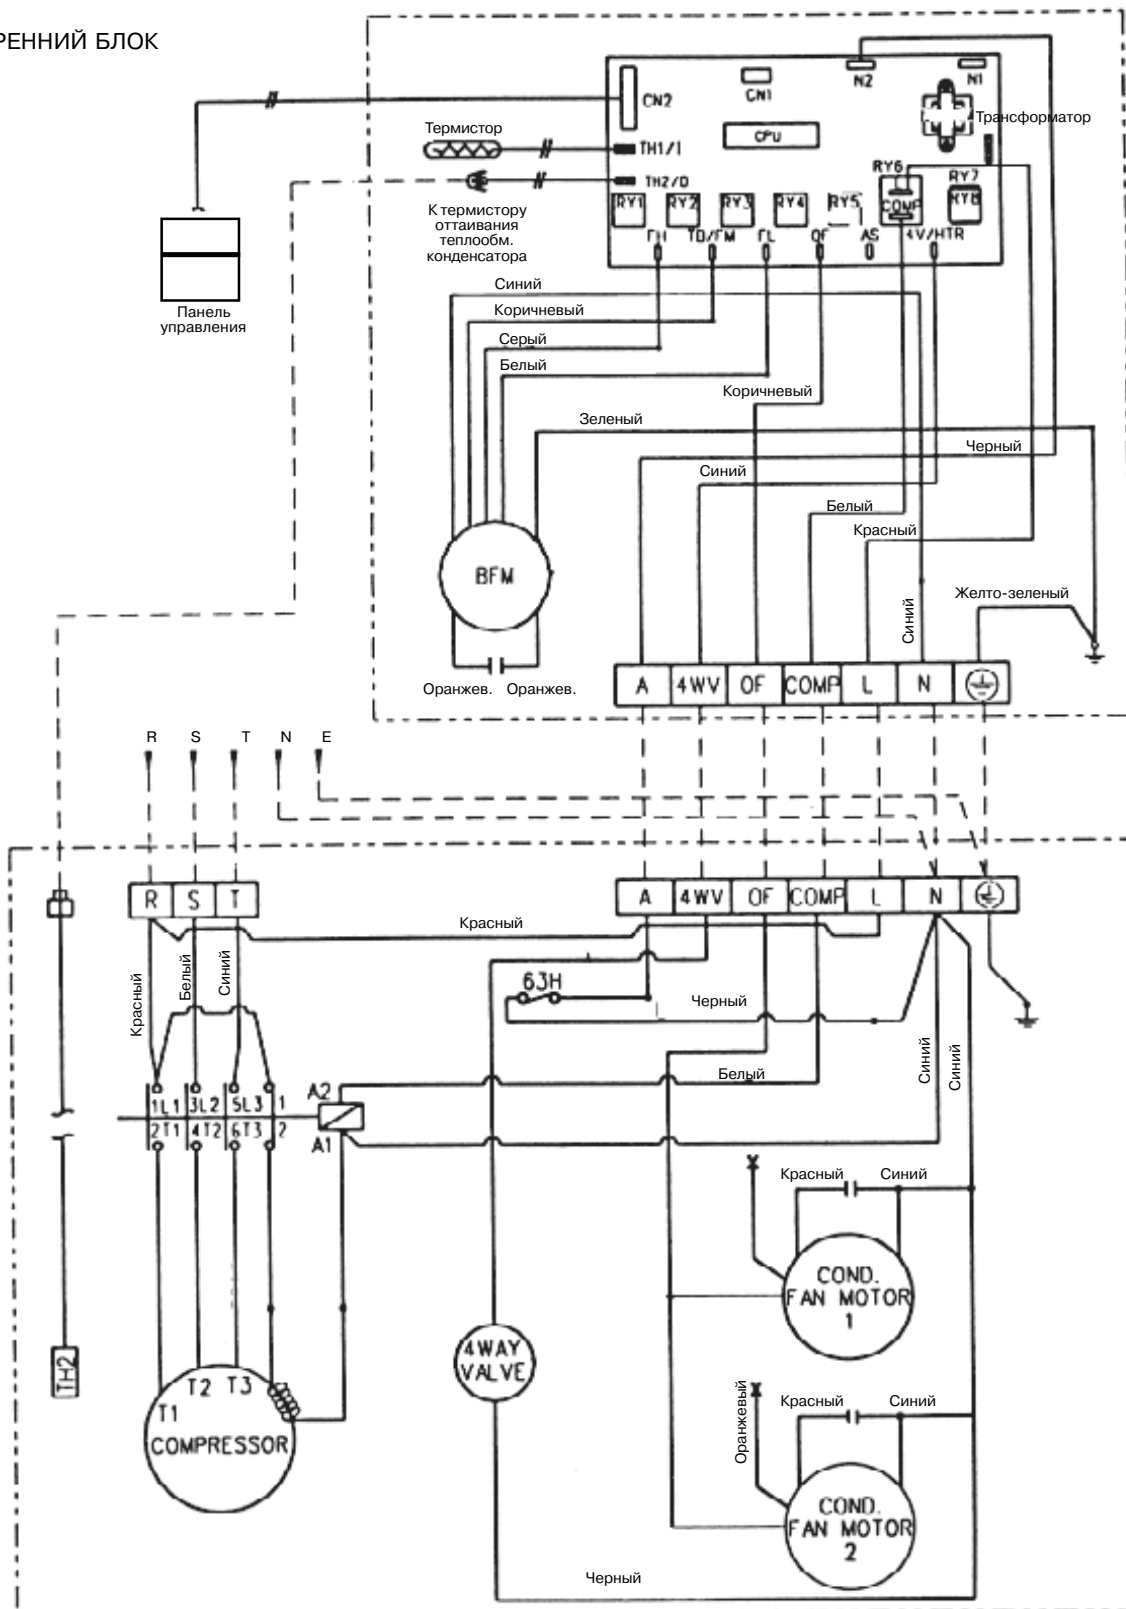 РЕННИЙ БЛОК
N2
N1
CN2
CN1
Трансформатор
Термистор
CPU
TH1/I
TH2/D
RY6
RY7
RY1
RY2
RY3
RY4
RY5
COMP
RY8
К термистору
оттаивания
теплообм.
конденсатора
FH
TD/FM
FL
OF
AS
4V/HTR
Панель
управления
Синий
Коричневый
Серый
Белый
Коричневый
Зеленый
Черный
Синий
Белый
Красный
BFM
Синий
Желто-зеленый
Оранжев. Оранжев.
A 4WV OF COMP L N
R S T N E
R S T
A 4WV OF COMP L N
Красный
Красный
Белый
Синий
63H
Черный
Белый
Синий
Синий
A2
1L1 3L2 5L3 1
2T1 4T2 6T3 2
A1
Красный Синий
COND.
FAN MOTOR
1
4WAY
VALVE
TH2
T1 T2 T3
COMPRESSOR
Оранжевый
Красный Синий
COND.
FAN MOTOR
2
Черный